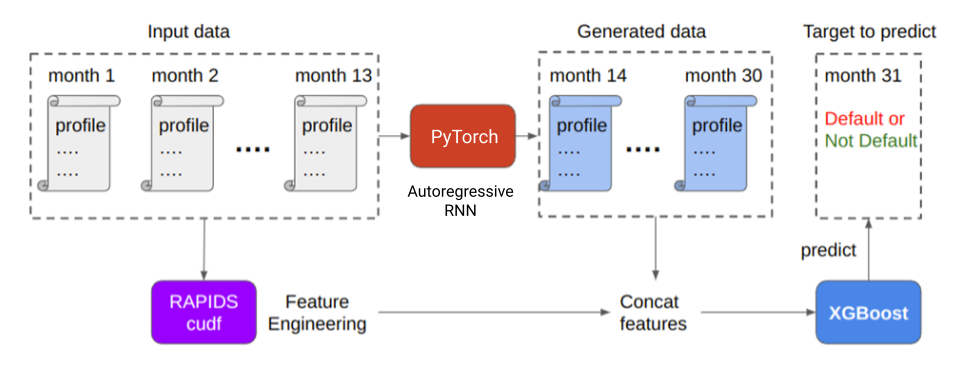 Input data
Generated data
Target to predict
month 1
month 2
month 13
month 14
month 30
month 31
profile
....
....
profile
....
....
....
profile
....
....
PyTorch
profile
....
....
....
profile
....
....
Default or
Not Default
Autoregressive
RNN
predict
RAPIDS
cudf
Feature
Engineering
Concat
features
XGBoost